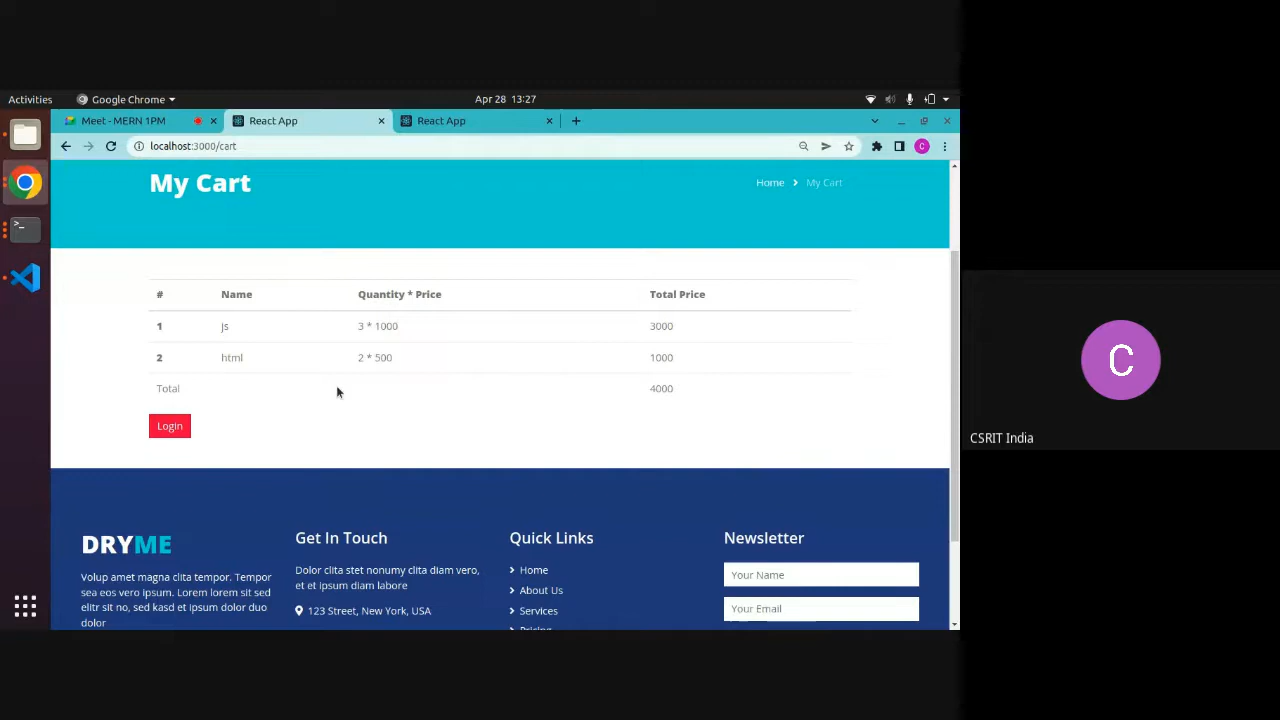 Activities Google Chrome Apr 28 13:27
Meet - MERN 1PM React App React App
localhost:3000/cart C
My Cart Home My Cart
# Name Quantity * Price Total Price
1 js 3 * 1000 3000
2 html 2 * 500 1000
Total 4000
Login
DRYME
Volup amet magna clita tempor. Tempor
sea eos vero ipsum. Lorem lorem sit sed
elitr sit no, sed kasd et ipsum dolor duo
dolor
Get In Touch
Dolor clita stet nonumy clita diam vero,
et et ipsum diam labore
123 Street, New York, USA
Quick Links
Home
About Us
Services
Pricing
Newsletter
Your Name
Your Email
C
CSRIT India